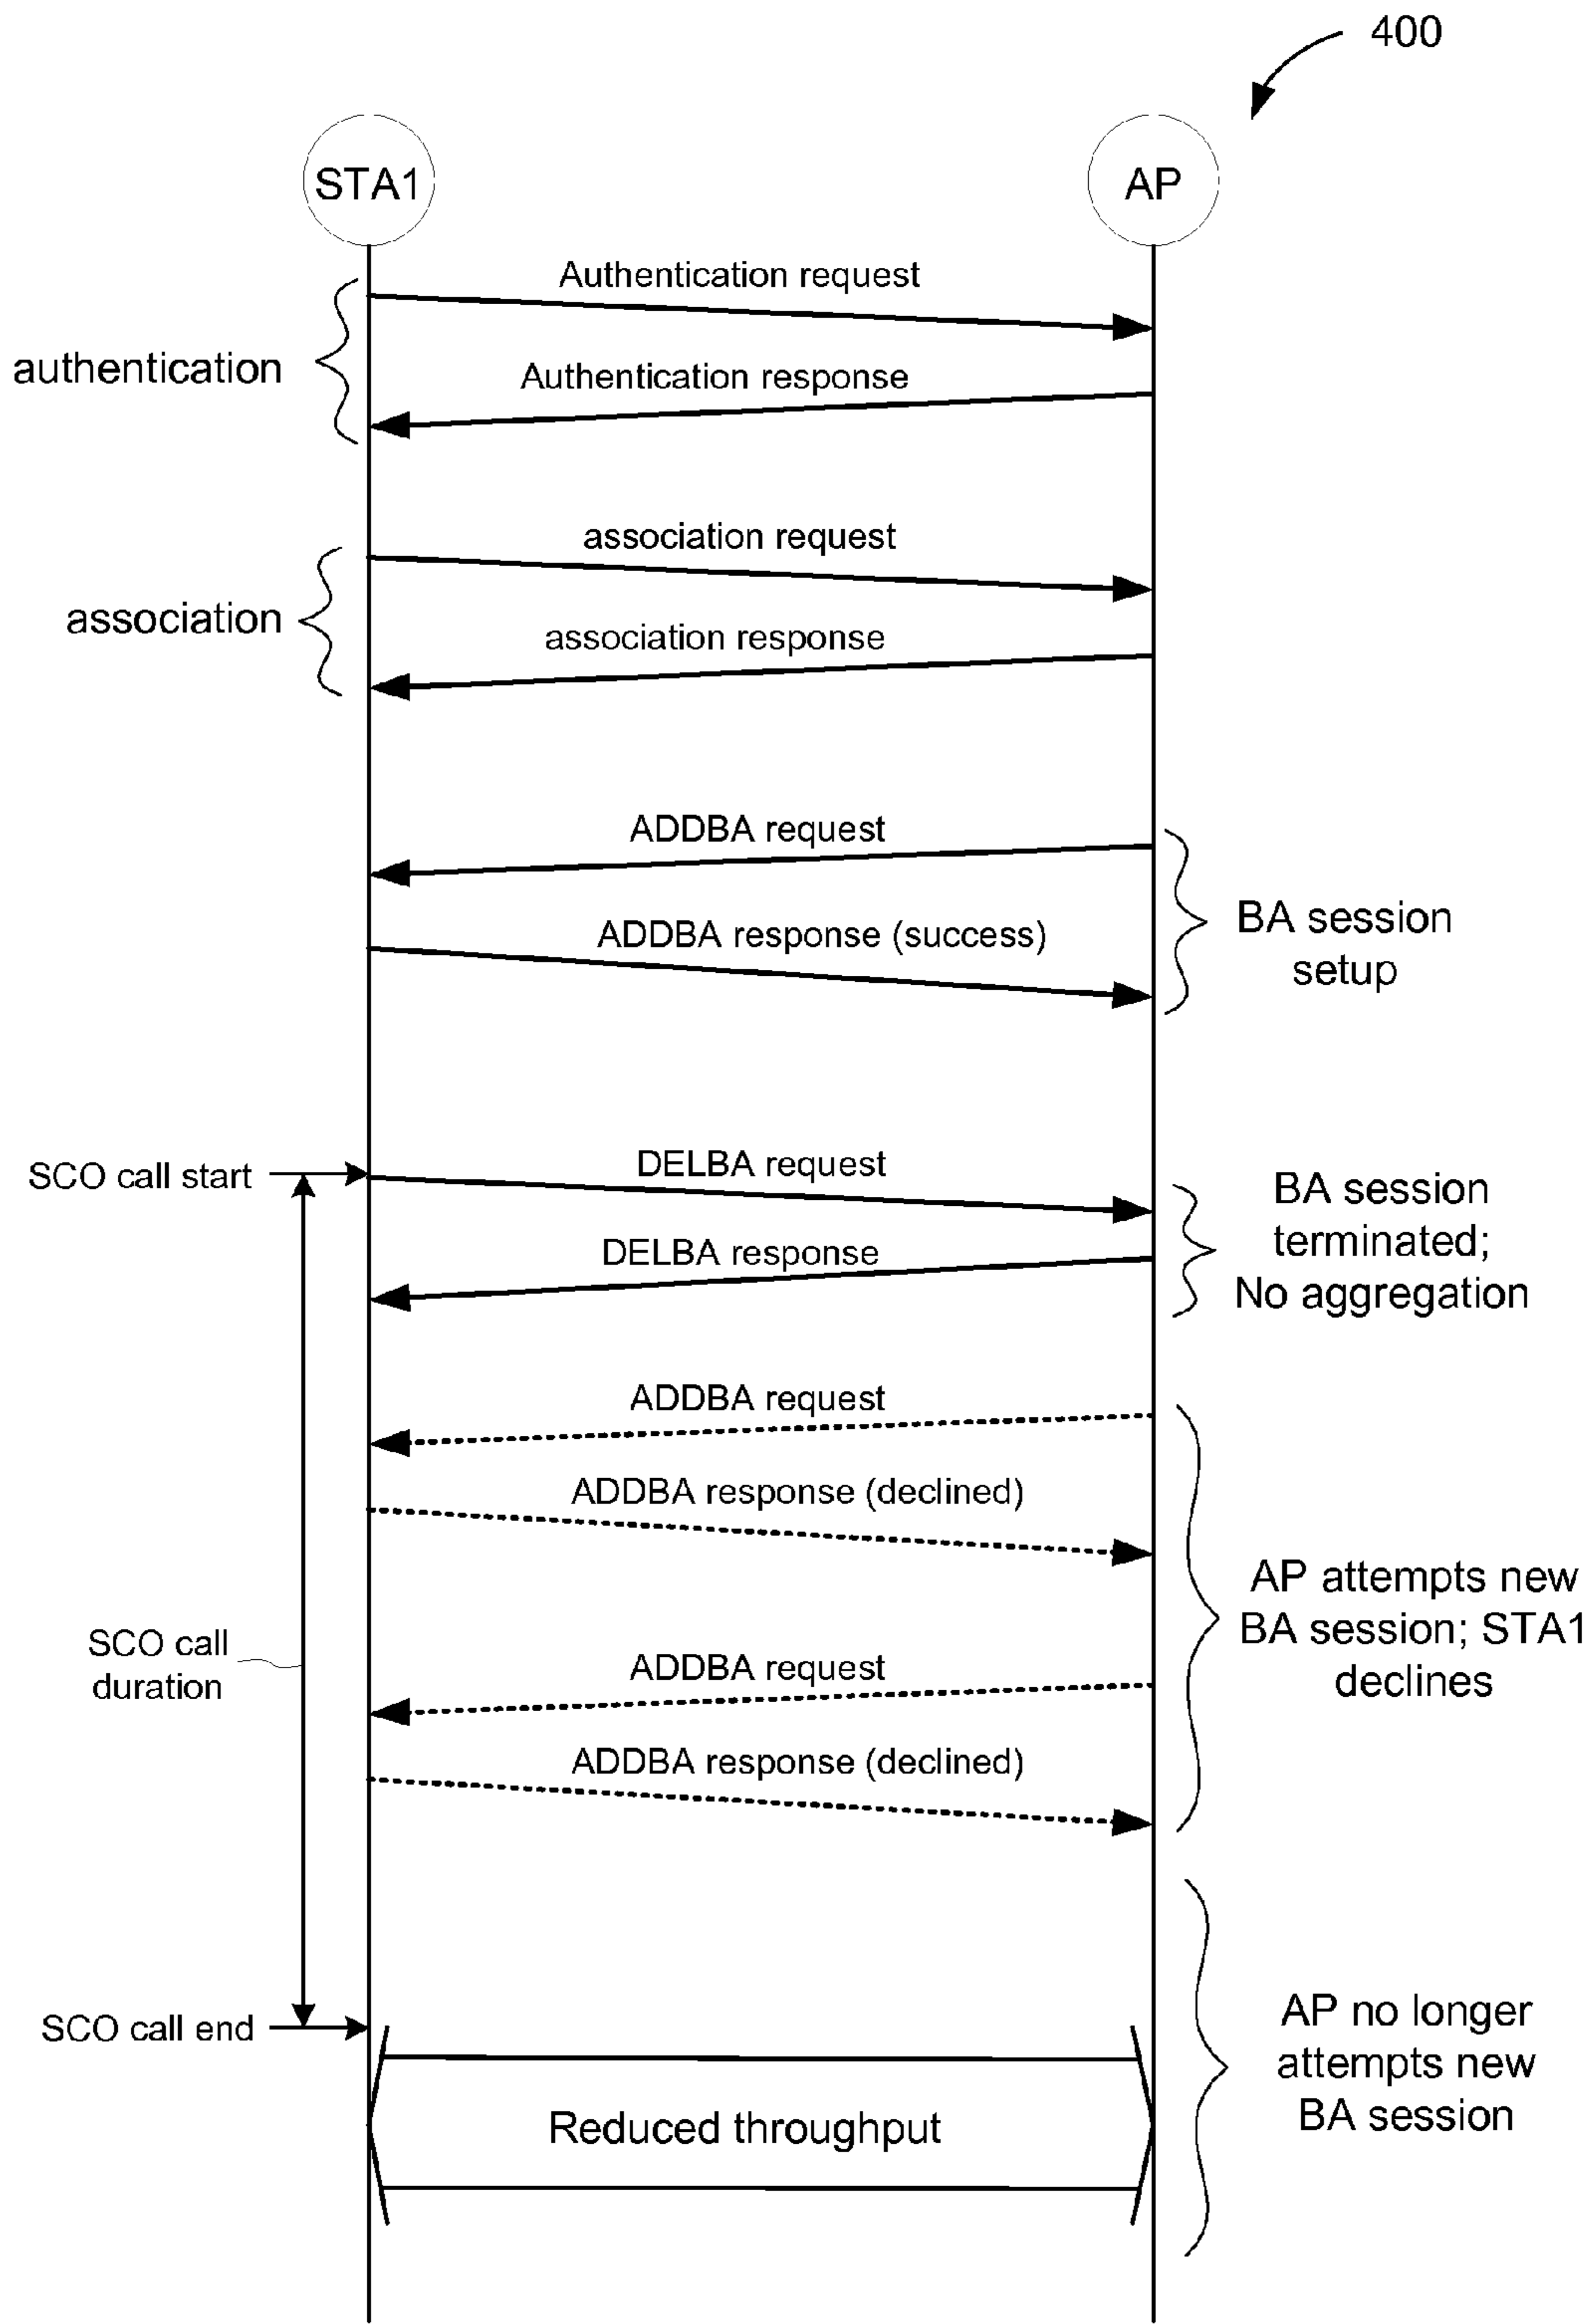 400
STA1
AP
Authentication request
authentication
Authentication response
association request
association
association response
ADDBA request
ADDBA response (success)
BA session
setup
SCO call start
DELBA request
DELBA response
BA session
terminated;
No aggregation
ADDBA request
ADDBA response (declined)
AP attempts new
BA session; STA1
declines
SCO call
duration
ADDBA request
ADDBA response (declined)
SCO call end
AP no longer
attempts new
BA session
Reduced throughput